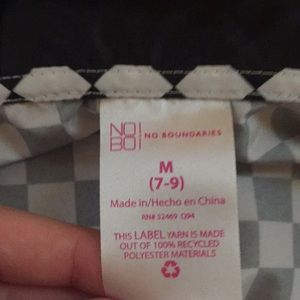 NO
BO
NO BOUNDARIES
M
(7-9)
Made in/Hecho en China
RN# 52469 Q94
THIS LABEL YARN IS MADE
OUT OF 100% RECYCLED
POLYESTER MATERIALS